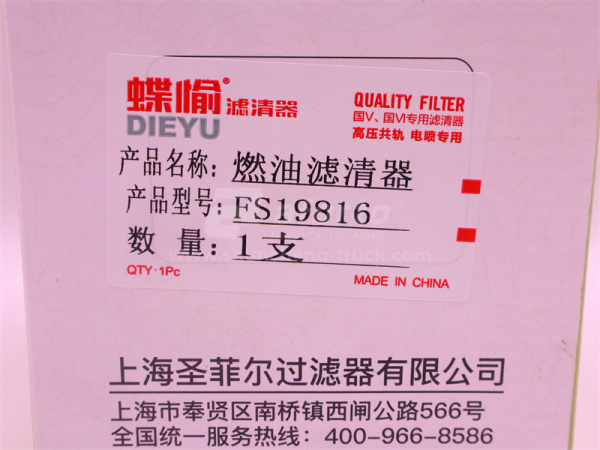 蝶愉® 滤清器
DIEYU
QUALITY FILTER
国Ⅴ、国Ⅵ专用滤清器
高压共轨 电喷专用
产品名称：燃油滤清器
产品型号：FS19816
数 量：1支
QTY·1Pc
MADE IN CHINA
上海圣菲尔过滤器有限公司
上海市奉贤区南桥镇西闸公路566号
全国统一服务热线：400-966-8586